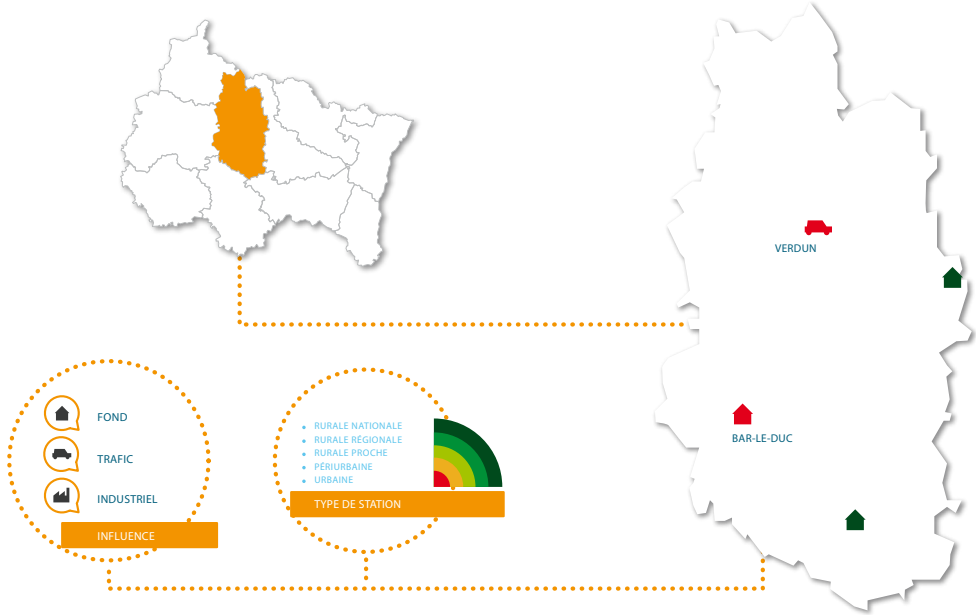 VERDUN
BAR-LE-DUC
FOND
TRAFIC
INDUSTRIEL
INFLUENCE
RURALE NATIONALE
RURALE RÉGIONALE
RURALE PROCHE
PÉRIURBAINE
URBAINE
TYPE DE STATION